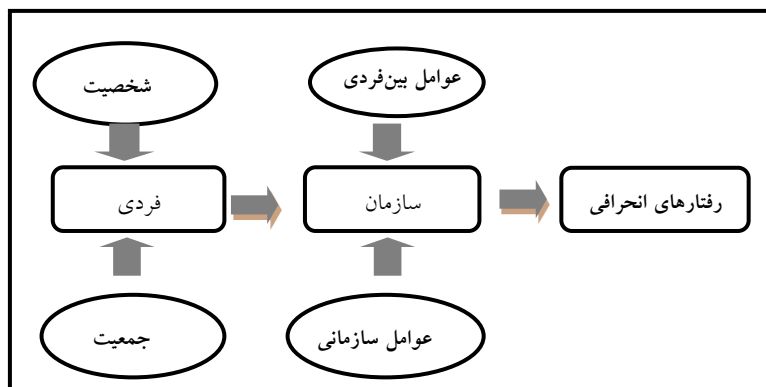 شخصیت
عوامل بین‌فردی
فردی
سازمان
رفتارهای انحرافی
جمعیت
عوامل سازمانی